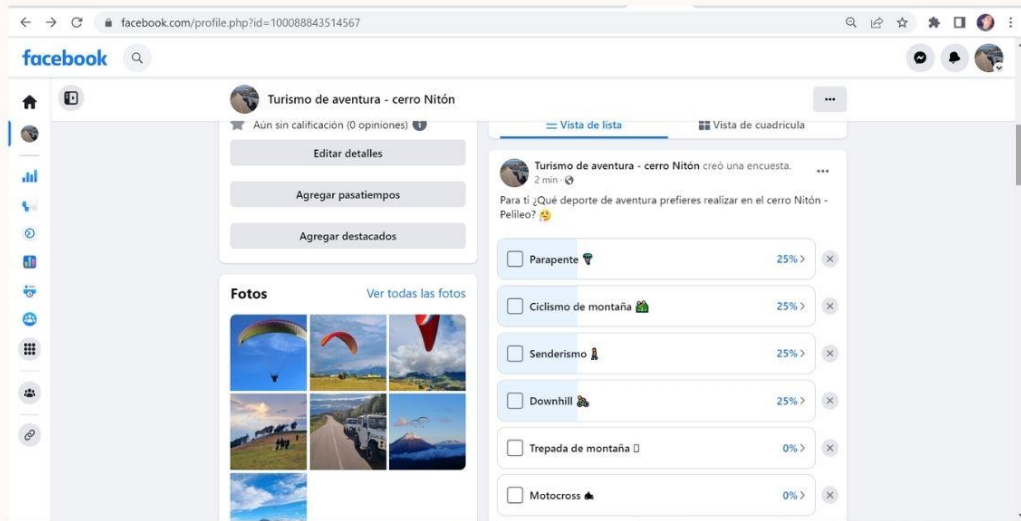 facebook.com/profile.php?id=100088843514567
facebook
Turismo de aventura - cerro Nitón
Aún sin calificación (0 opiniones)
Editar detalles
Agregar pasatiempos
Agregar destacados
Fotos
Ver todas las fotos
Vista de lista
Vista de cuadrícula
Turismo de aventura - cerro Nitón creó una encuesta.
2 min ·
Para ti ¿Qué deporte de aventura prefieres realizar en el cerro Nitón -
Pelileo? 🤔
Parapente 🪂 25%
Ciclismo de montaña 25%
Senderismo 25%
Downhill 25%
Trepada de montaña 0%
Motocross 0%